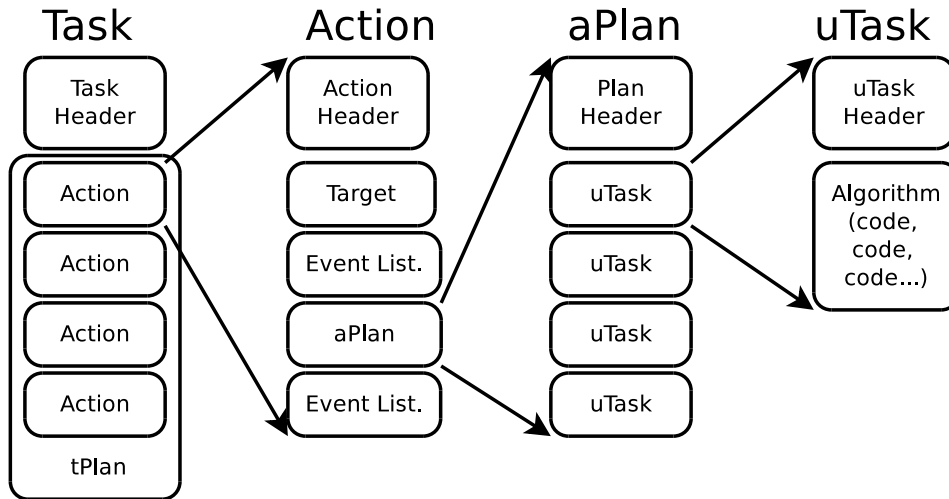 Task
Task
Header
Action
Action
Action
Action
tPlan
Action
Action
Header
Target
Event List.
aPlan
Event List.
aPlan
Plan
Header
uTask
uTask
uTask
uTask
uTask
uTask
Header
Algorithm
(code,
code,
code...)